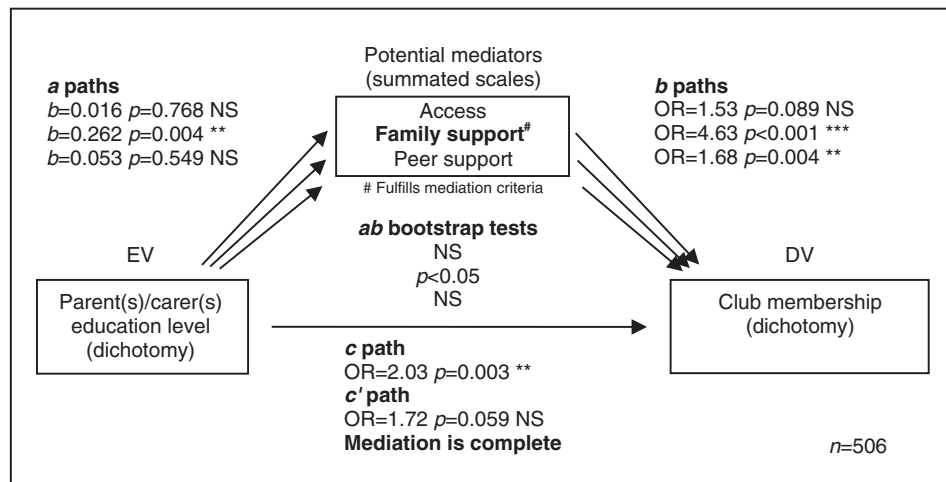 Potential mediators
(summated scales)
a paths
b=0.016 p=0.768 NS
b=0.262 p=0.004 **
b=0.053 p=0.549 NS
Access
Family support#
Peer support
# Fulfills mediation criteria
b paths
OR=1.53 p=0.089 NS
OR=4.63 p<0.001 ***
OR=1.68 p=0.004 **
ab bootstrap tests
NS
p<0.05
NS
EV
Parent(s)/carer(s)
education level
(dichotomy)
DV
Club membership
(dichotomy)
c path
OR=2.03 p=0.003 **
c' path
OR=1.72 p=0.059 NS
Mediation is complete
n=506